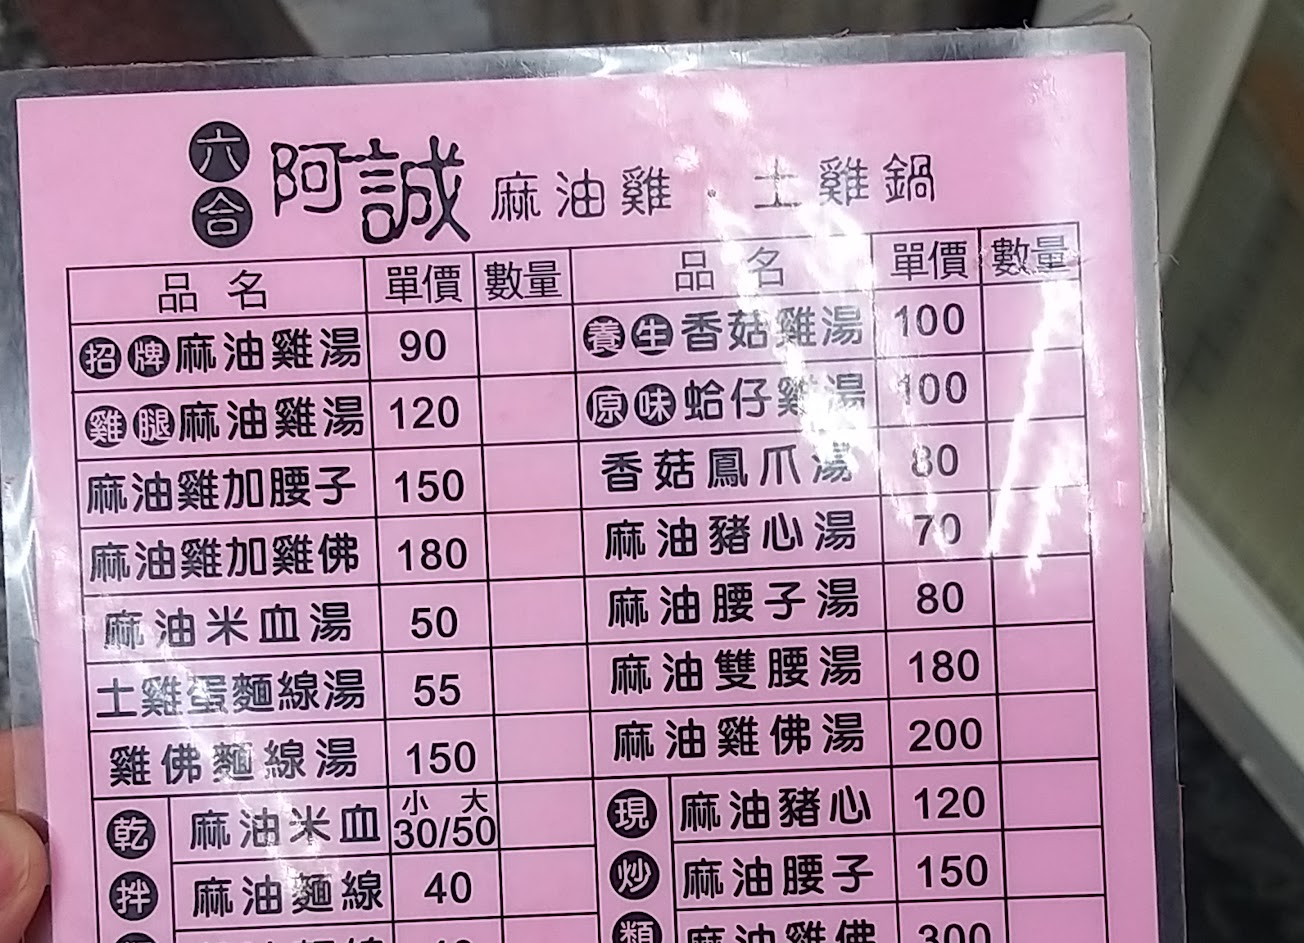 六合 阿誠 麻油雞．土雞鍋
品名 單價 數量 品名 單價 數量
招牌麻油雞湯 90 養生香菇雞湯 100
雞腿麻油雞湯 120 原味蛤仔雞湯 100
麻油雞加腰子 150 香菇鳳爪湯 80
麻油雞加雞佛 180 麻油豬心湯 70
麻油米血湯 50 麻油腰子湯 80
土雞蛋麵線湯 55 麻油雙腰湯 180
雞佛麵線湯 150 麻油雞佛湯 200
乾 麻油米血 小 大 30/50 現 麻油豬心 120
拌 麻油麵線 40 炒 麻油腰子 150
類 麻油雞佛 300